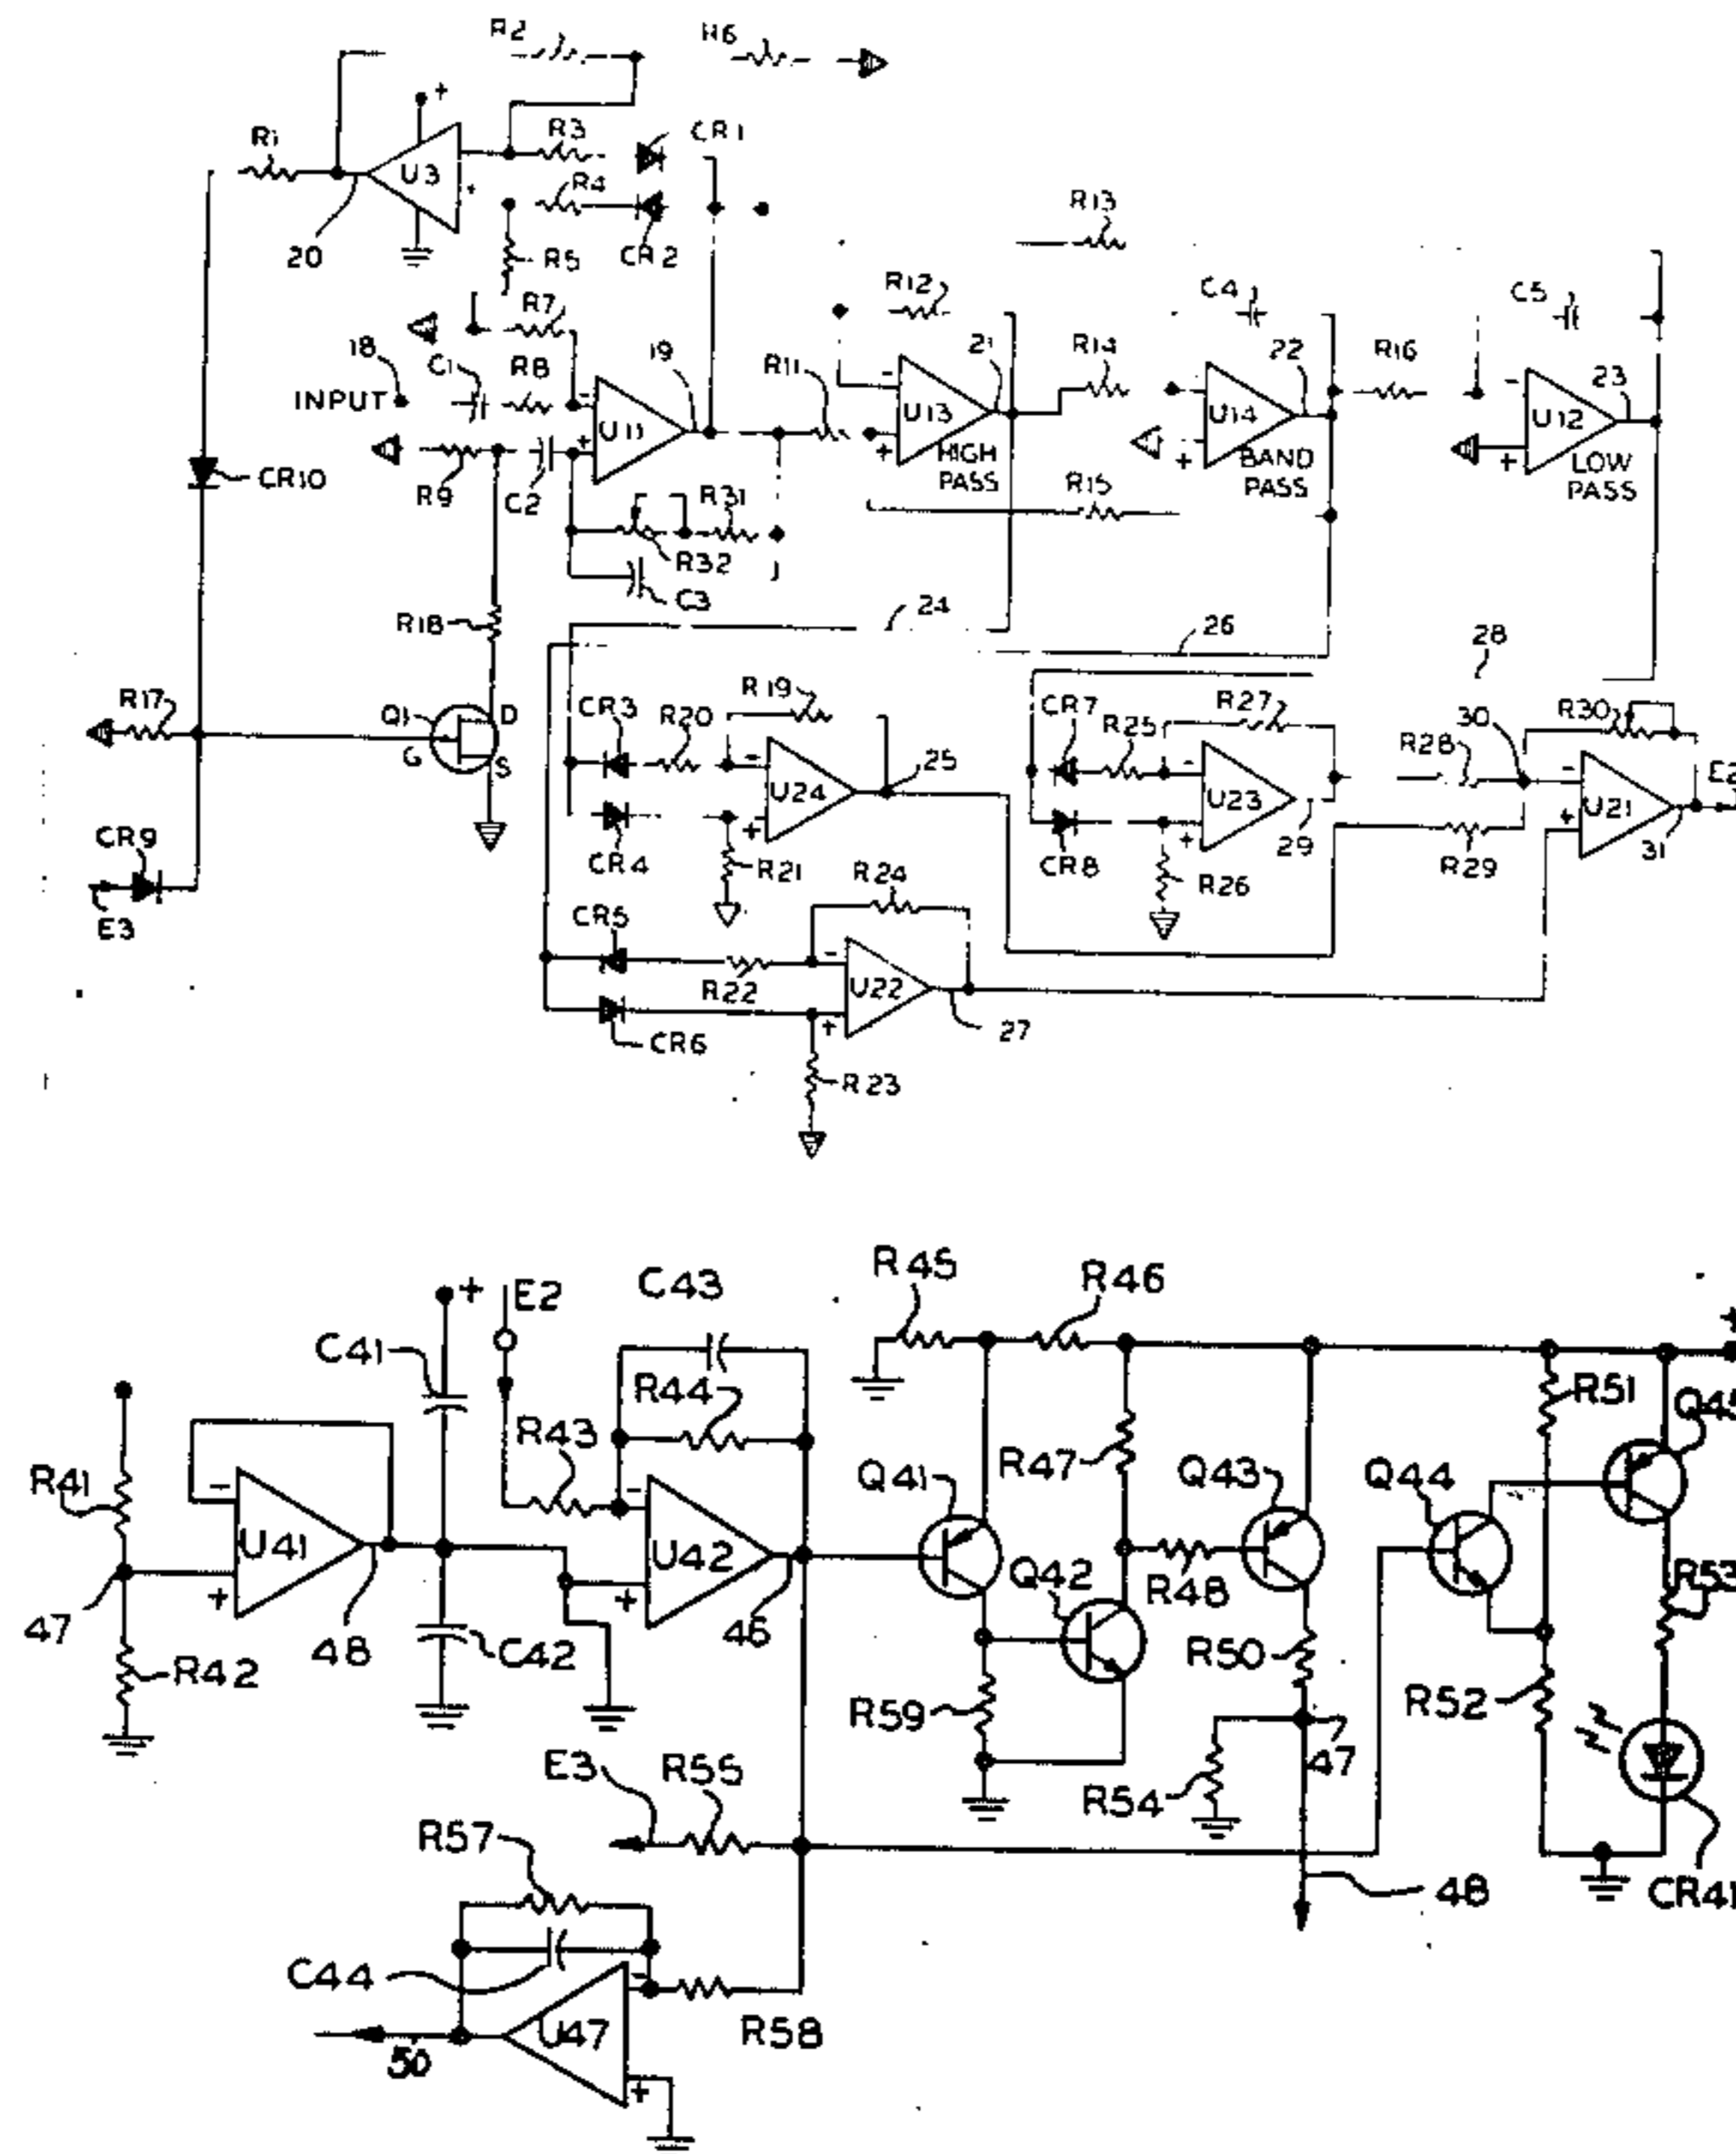 R2
R6
R1
U3
+
+
R3
CR1
R4
CR2
20
R5
R13
R7
R12
C4
C5
18
INPUT
C1
R8
19
R11
21
R14
22
R16
23
-
U11
+
-
U13
+
HIGH
PASS
-
U14
+
BAND
PASS
-
U12
+
LOW
PASS
CR10
R9
C2
R31
R32
C3
R15
R18
24
26
28
R17
Q1
D
G
S
CR3
R20
R19
-
U24
+
25
CR7
R25
R27
-
U23
+
29
R28
30
R30
-
U21
+
E2
31
CR4
R21
CR8
R26
R29
CR9
E3
CR5
R24
R22
-
U22
+
27
CR6
R23
C41
+
E2
C43
R45
R46
+
R44
R43
R51
Q45
R41
-
U41
+
47
R42
48
C42
-
U42
+
46
Q41
R47
Q43
Q44
Q42
R48
R53
R50
R59
R52
R54
47
E3
R55
R57
48
CR41
C44
-
U47
+
R58
50